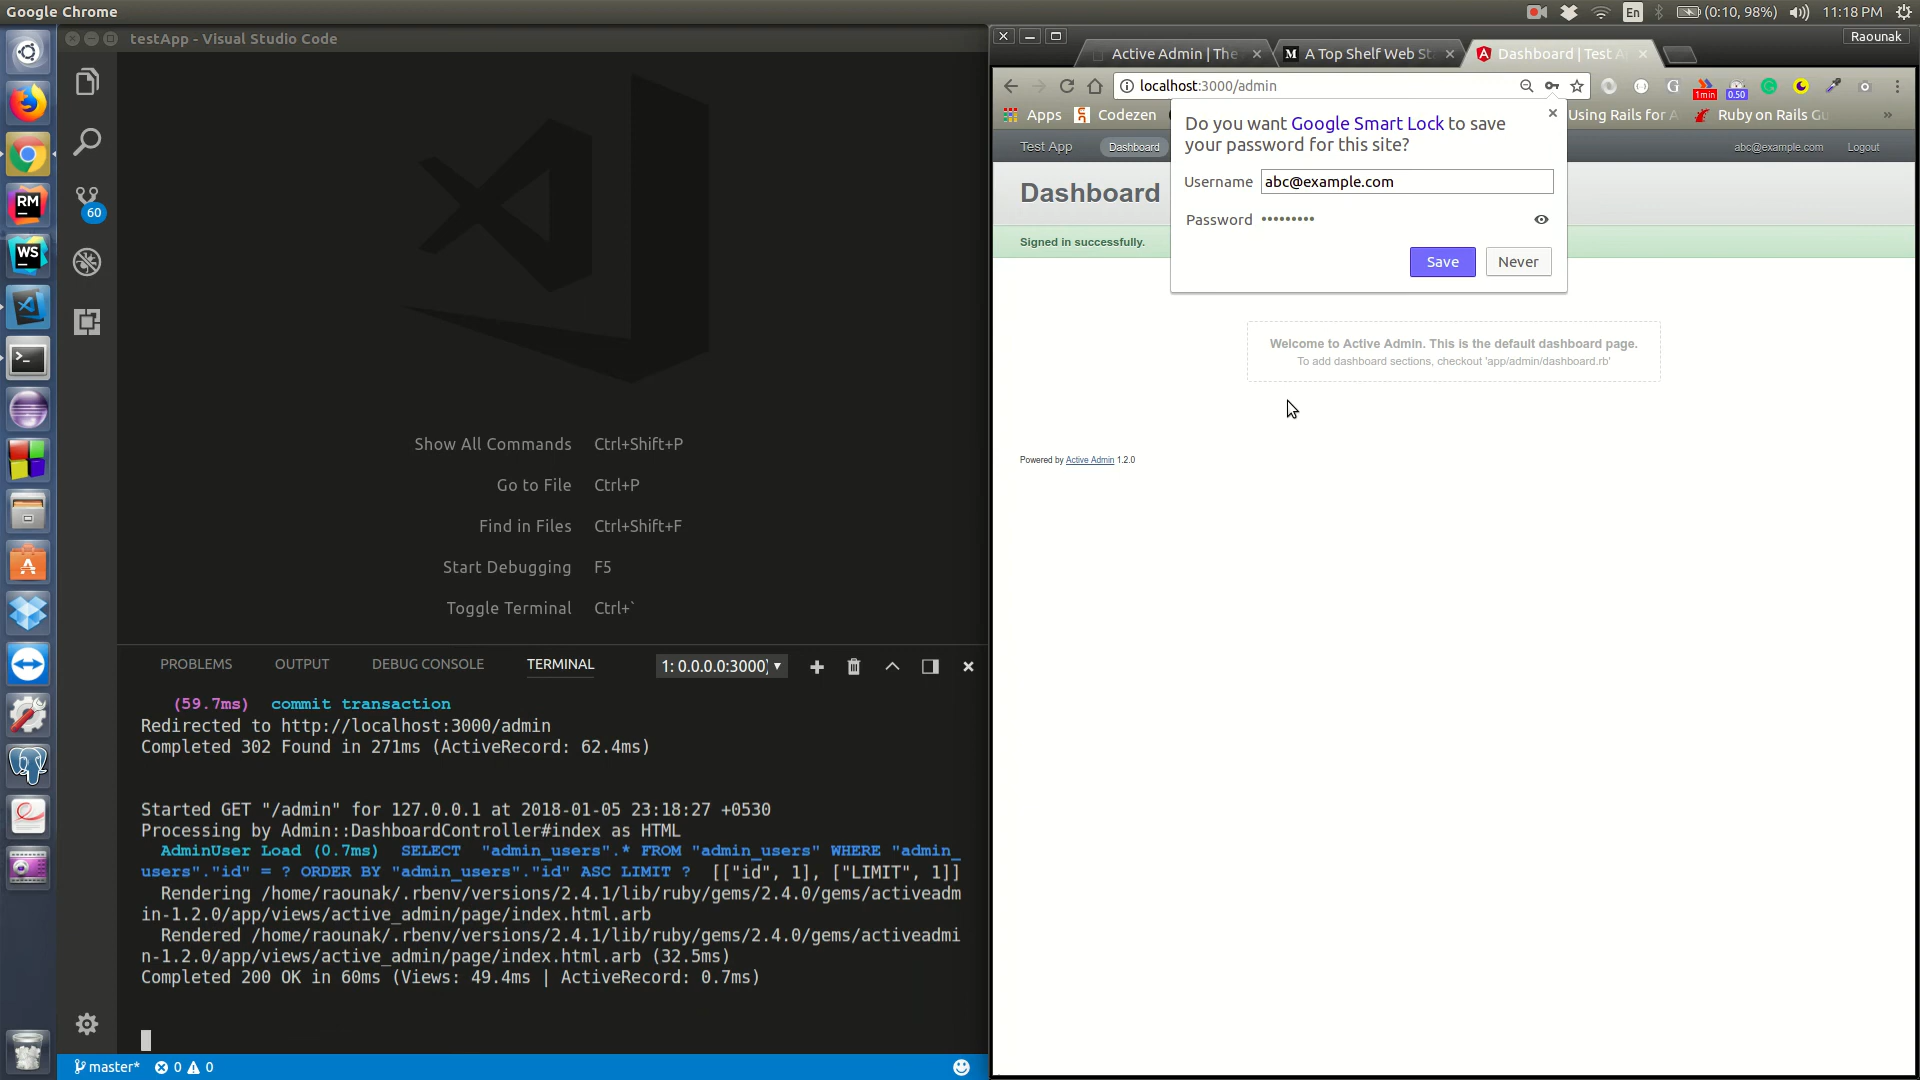 Google Chrome
En
(0:10, 98%)
11:18 PM
testApp - Visual Studio Code
60
Show All Commands Ctrl+Shift+P
Go to File Ctrl+P
Find in Files Ctrl+Shift+F
Start Debugging F5
Toggle Terminal Ctrl+`
PROBLEMS OUTPUT DEBUG CONSOLE TERMINAL 1: 0.0.0.0:3000)
(59.7ms) commit transaction
Redirected to http://localhost:3000/admin
Completed 302 Found in 271ms (ActiveRecord: 62.4ms)
Started GET "/admin" for 127.0.0.1 at 2018-01-05 23:18:27 +0530
Processing by Admin::DashboardController#index as HTML
AdminUser Load (0.7ms) SELECT "admin_users".* FROM "admin_users" WHERE "admin_
users"."id" = ? ORDER BY "admin_users"."id" ASC LIMIT ? [["id", 1], ["LIMIT", 1]]
Rendering /home/raounak/.rbenv/versions/2.4.1/lib/ruby/gems/2.4.0/gems/activeadm
in-1.2.0/app/views/active_admin/page/index.html.arb
Rendered /home/raounak/.rbenv/versions/2.4.1/lib/ruby/gems/2.4.0/gems/activeadmi
n-1.2.0/app/views/active_admin/page/index.html.arb (32.5ms)
Completed 200 OK in 60ms (Views: 49.4ms | ActiveRecord: 0.7ms)
master* 0 0
RM
WS
Raounak
Active Admin | The
M A Top Shelf Web St
Dashboard | Test A
localhost:3000/admin
1min
0.50
Apps Codezen Using Rails for A Ruby on Rails Gu »
Test App Dashboard abc@example.com Logout
Dashboard
Signed in successfully.
Do you want Google Smart Lock to save
your password for this site?
Username abc@example.com
Password •••••••••
Save Never
Welcome to Active Admin. This is the default dashboard page.
To add dashboard sections, checkout 'app/admin/dashboard.rb'
Powered by Active Admin 1.2.0